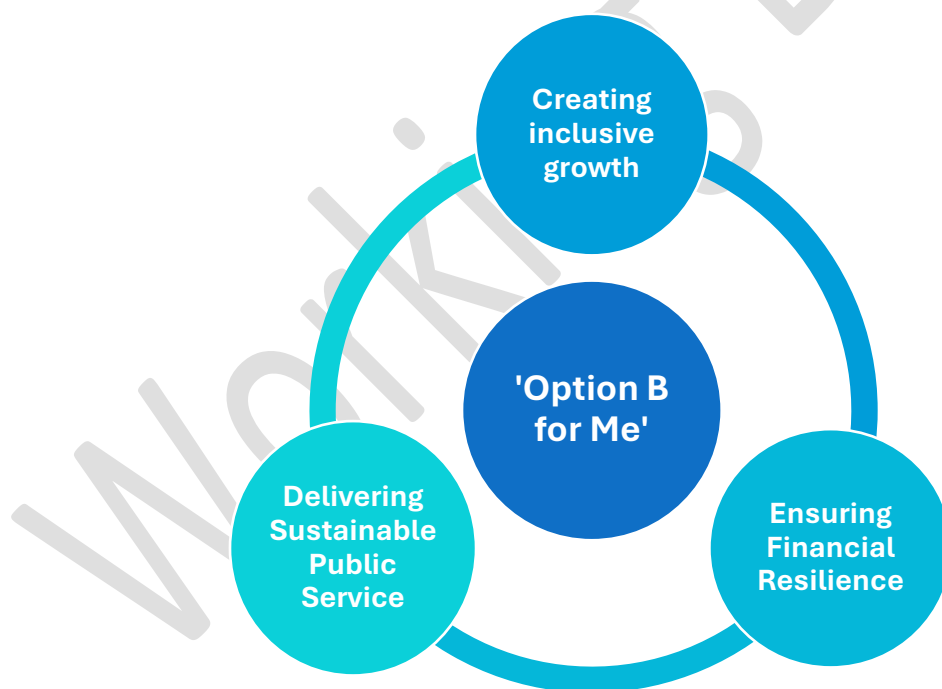 Creating
inclusive
growth
'Option B
for Me'
Delivering
Sustainable
Public
Service
Ensuring
Financial
Resilience